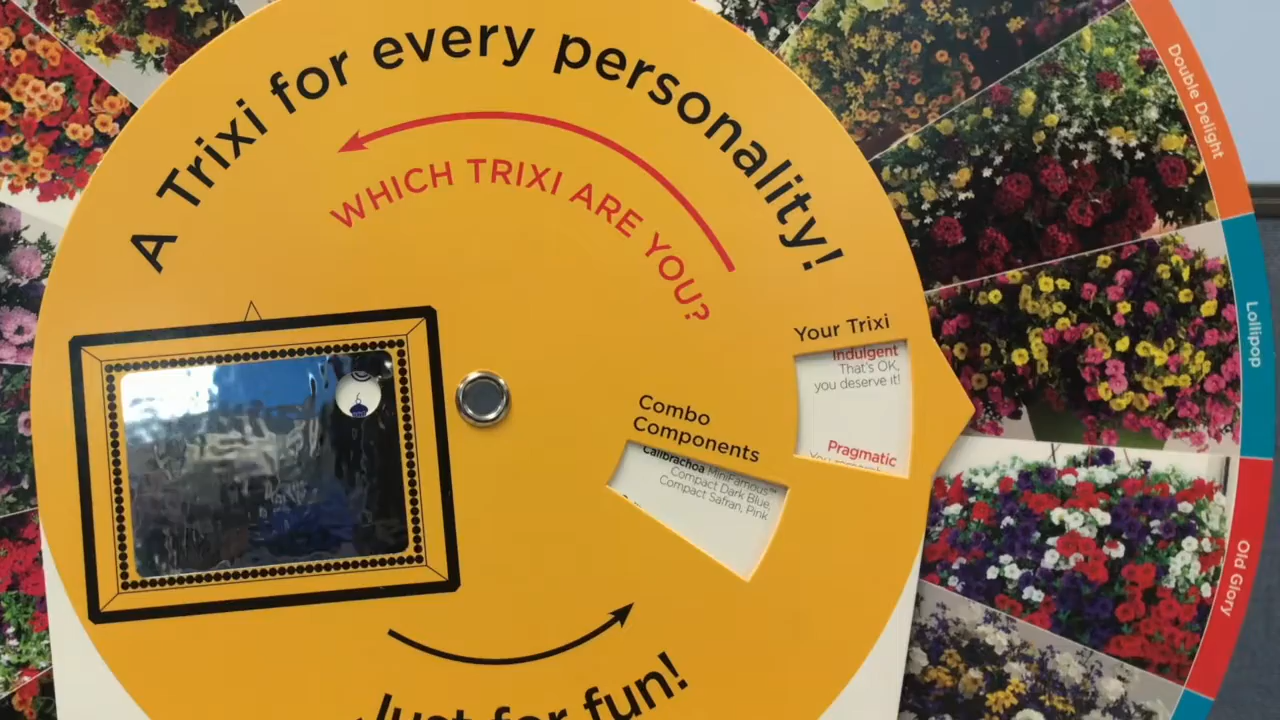 A Trixi for every personality!
WHICH TRIXI ARE YOU?
Your Trixi
Indulgent
That's OK,
you deserve it!
Pragmatic
Combo
Components
Calibrachoa MiniFamous™
Compact Dark Blue,
Compact Safran, Pink
Just for fun!
Double Delight
Lollipop
Old Glory